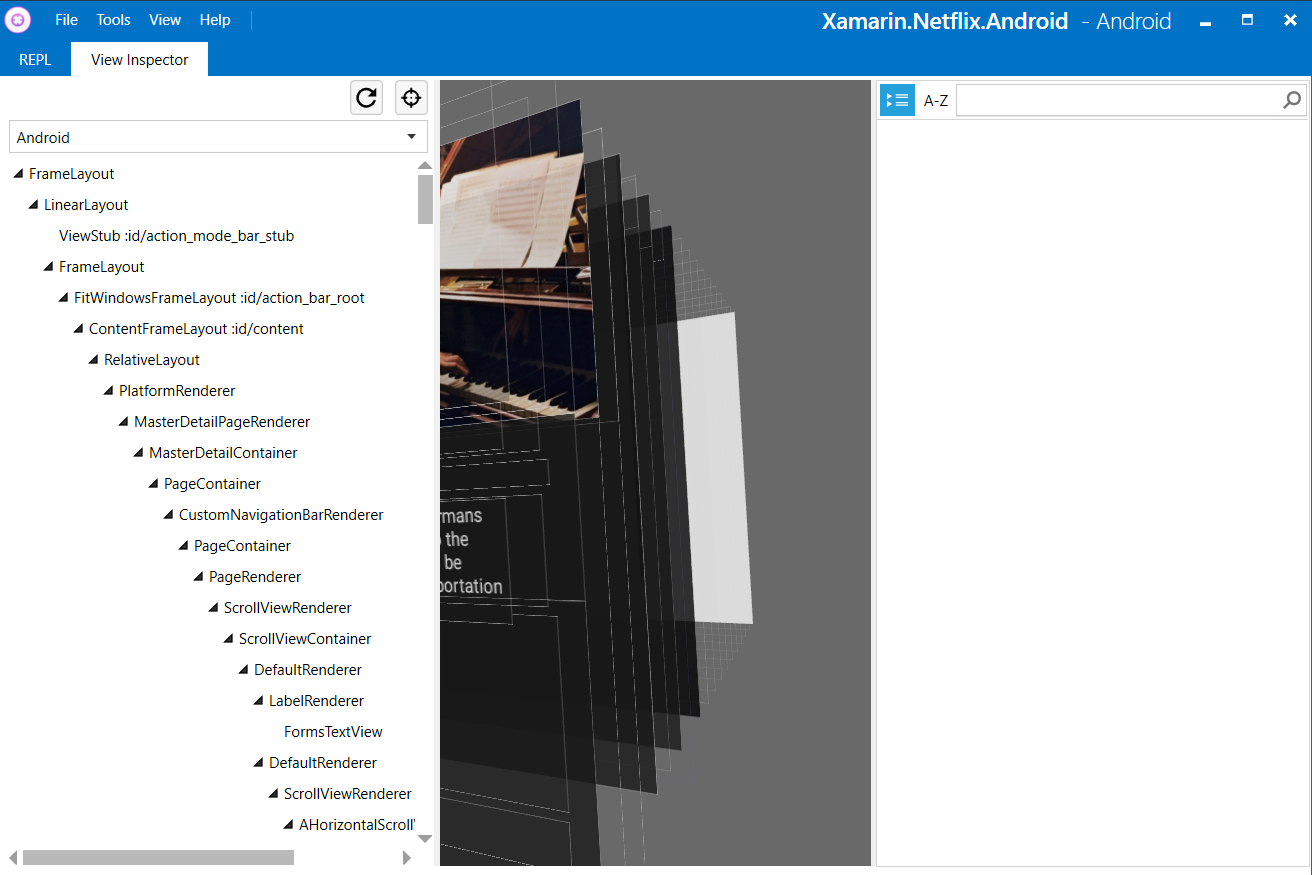 File Tools View Help
Xamarin.Netflix.Android - Android
REPL View Inspector
Android
A-Z
FrameLayout
LinearLayout
ViewStub :id/action_mode_bar_stub
FrameLayout
FitWindowsFrameLayout :id/action_bar_root
ContentFrameLayout :id/content
RelativeLayout
PlatformRenderer
MasterDetailPageRenderer
MasterDetailContainer
PageContainer
CustomNavigationBarRenderer
PageContainer
PageRenderer
ScrollViewRenderer
ScrollViewContainer
DefaultRenderer
LabelRenderer
FormsTextView
DefaultRenderer
ScrollViewRenderer
AHorizontalScroll
rmans
the
be
portation